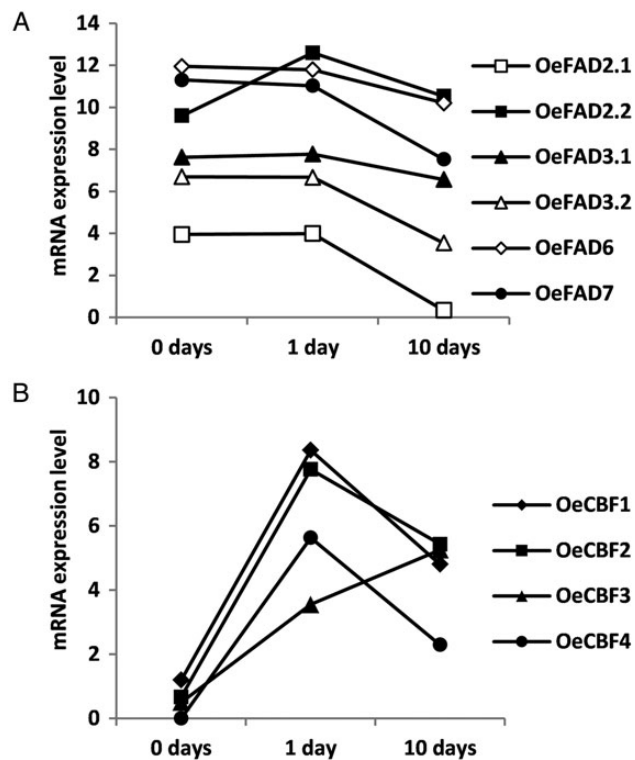 A
mRNA expression level
14
12
10
8
6
4
2
0
0 days
1 day
10 days
OeFAD2.1
OeFAD2.2
OeFAD3.1
OeFAD3.2
OeFAD6
OeFAD7
B
mRNA expression level
10
8
6
4
2
0
0 days
1 day
10 days
OeCBF1
OeCBF2
OeCBF3
OeCBF4